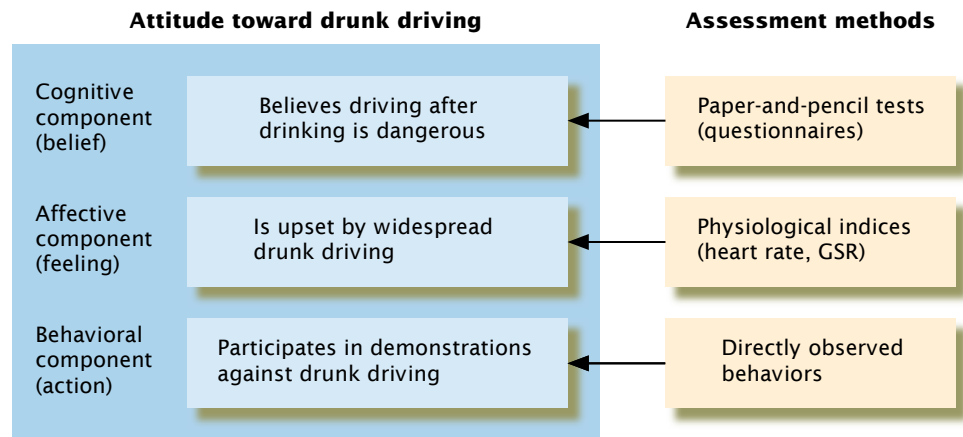 Attitude toward drunk driving
Assessment methods
Cognitive
component
(belief)
Believes driving after
drinking is dangerous
Paper-and-pencil tests
(questionnaires)
Affective
component
(feeling)
Is upset by widespread
drunk driving
Physiological indices
(heart rate, GSR)
Behavioral
component
(action)
Participates in demonstrations
against drunk driving
Directly observed
behaviors